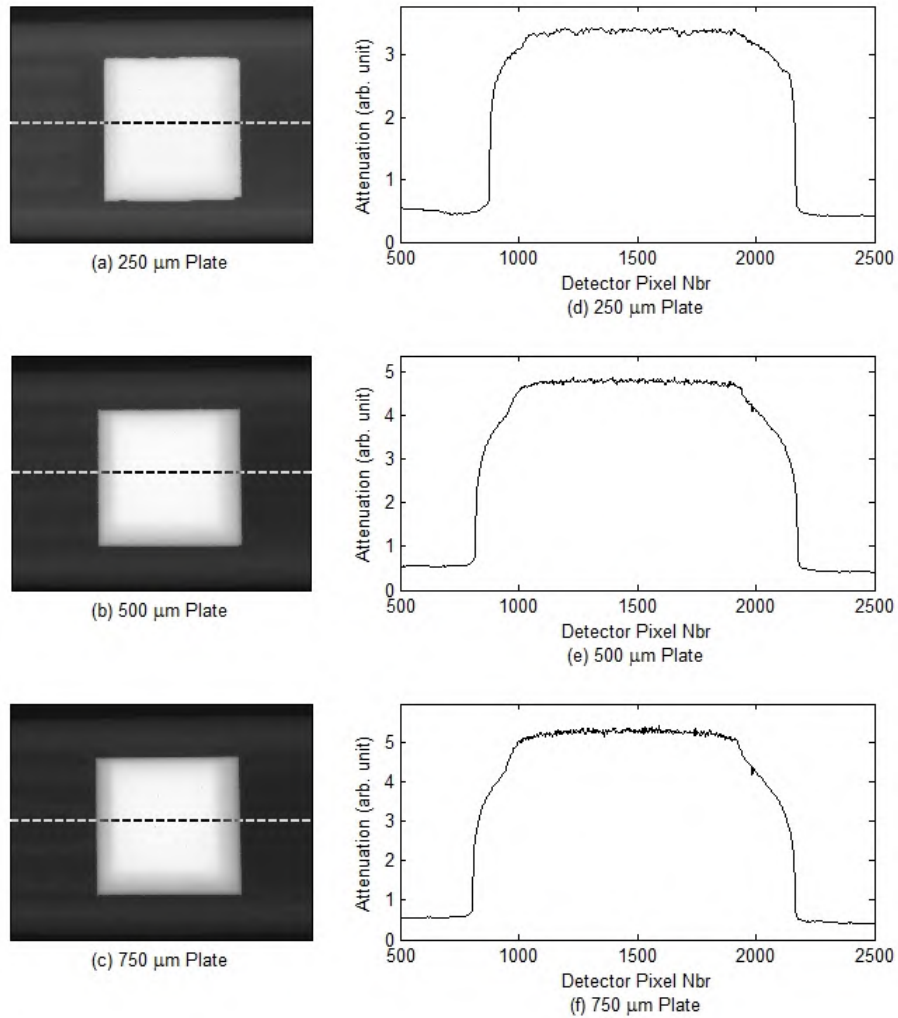 (a) 250 μm Plate
Attenuation (arb. unit)
3
2
1
0
500 1000 1500 2000 2500
Detector Pixel Nbr
(d) 250 μm Plate
(b) 500 μm Plate
Attenuation (arb. unit)
5
4
3
2
1
0
500 1000 1500 2000 2500
Detector Pixel Nbr
(e) 500 μm Plate
(c) 750 μm Plate
Attenuation (arb. unit)
5
4
3
2
1
0
500 1000 1500 2000 2500
Detector Pixel Nbr
(f) 750 μm Plate